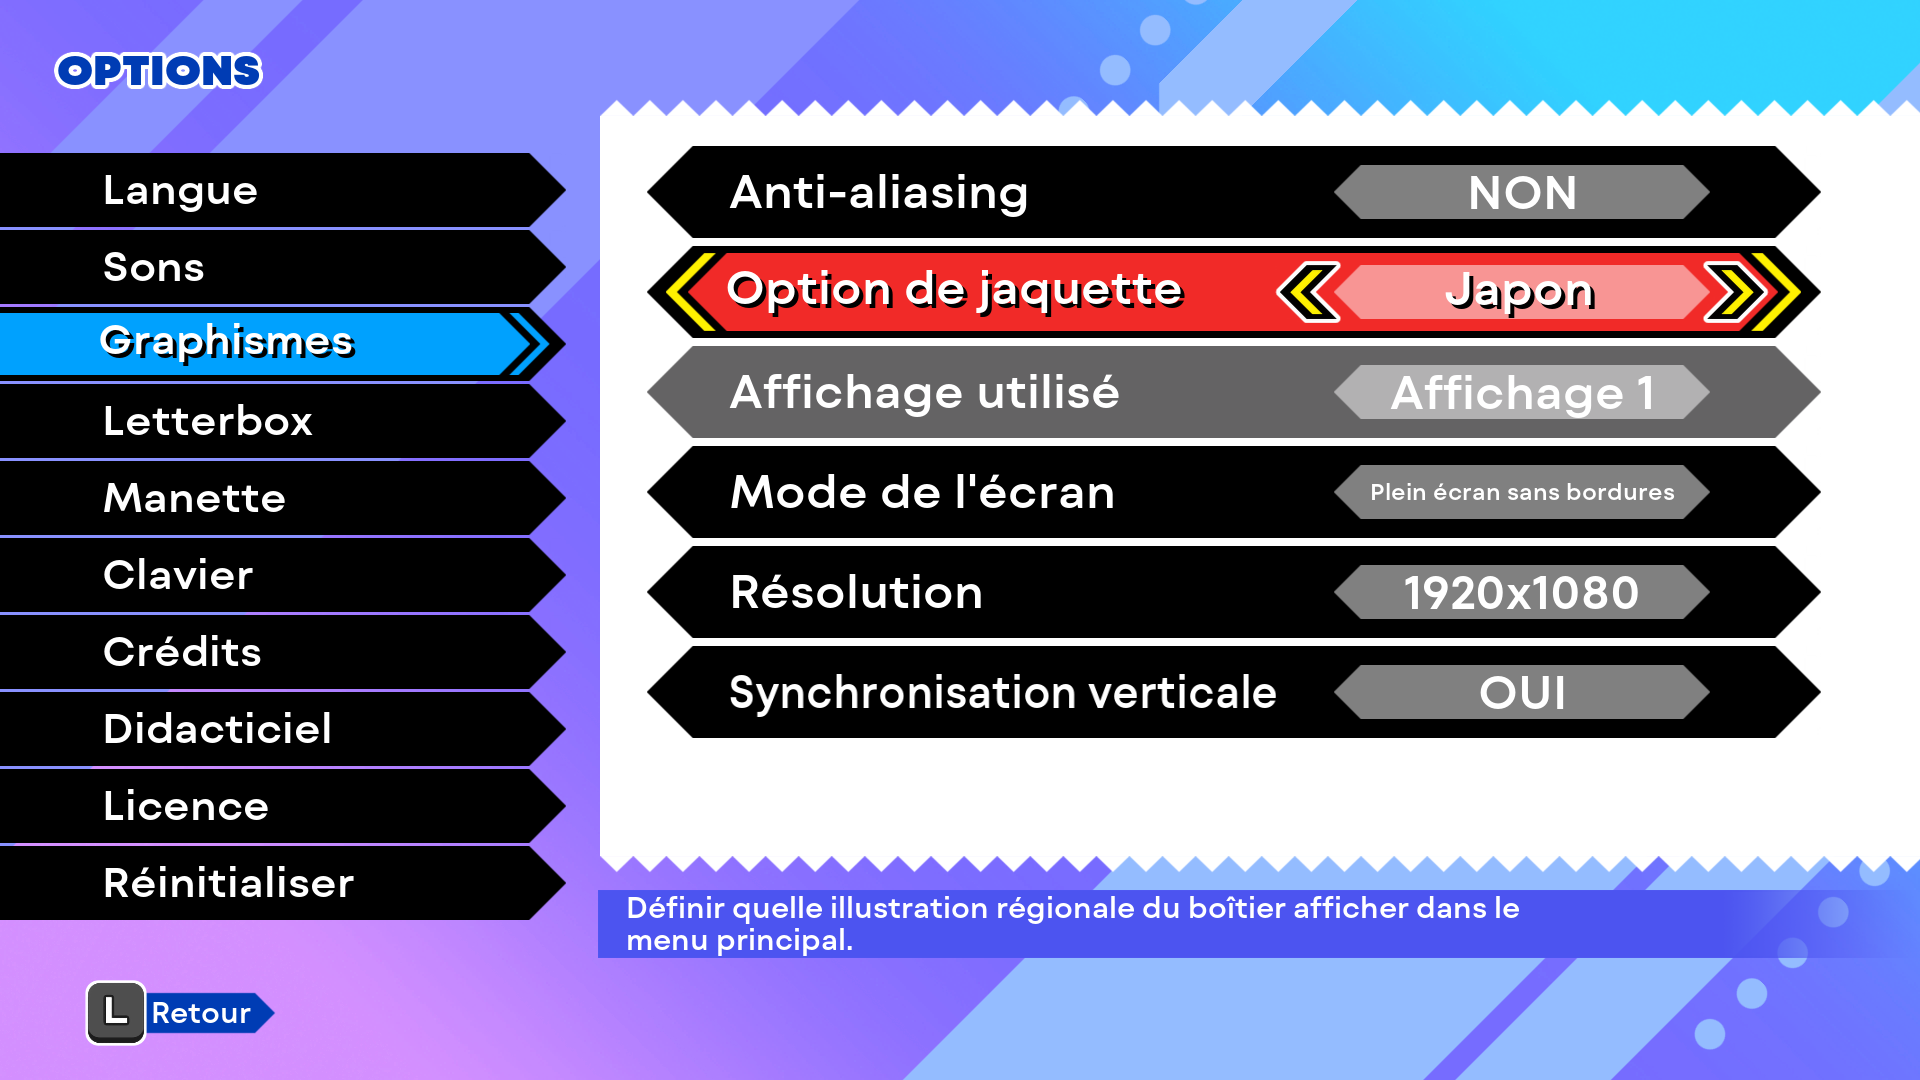 OPTIONS
Langue
Sons
Graphismes
Letterbox
Manette
Clavier
Crédits
Didacticiel
Licence
Réinitialiser
Anti-aliasing NON
Option de jaquette Japon
Affichage utilisé Affichage 1
Mode de l'écran Plein écran sans bordures
Résolution 1920x1080
Synchronisation verticale OUI
Définir quelle illustration régionale du boîtier afficher dans le
menu principal.
L Retour